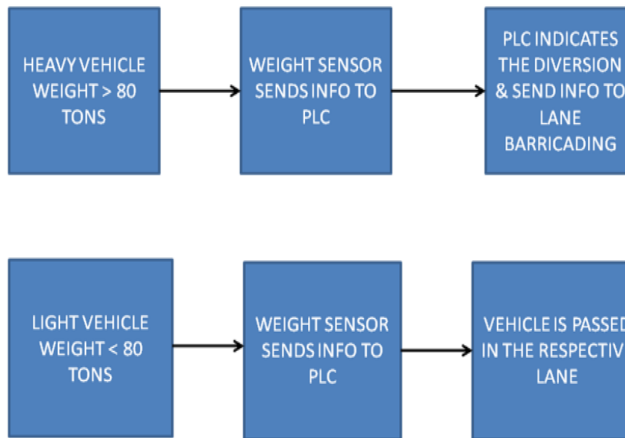 HEAVY VEHICLE
WEIGHT > 80
TONS
WEIGHT SENSOR
SENDS INFO TO
PLC
PLC INDICATES
THE DIVERSION
& SEND INFO TO
LANE
BARRICADING
LIGHT VEHICLE
WEIGHT < 80
TONS
WEIGHT SENSOR
SENDS INFO TO
PLC
VEHICLE IS PASSED
IN THE RESPECTIV
LANE